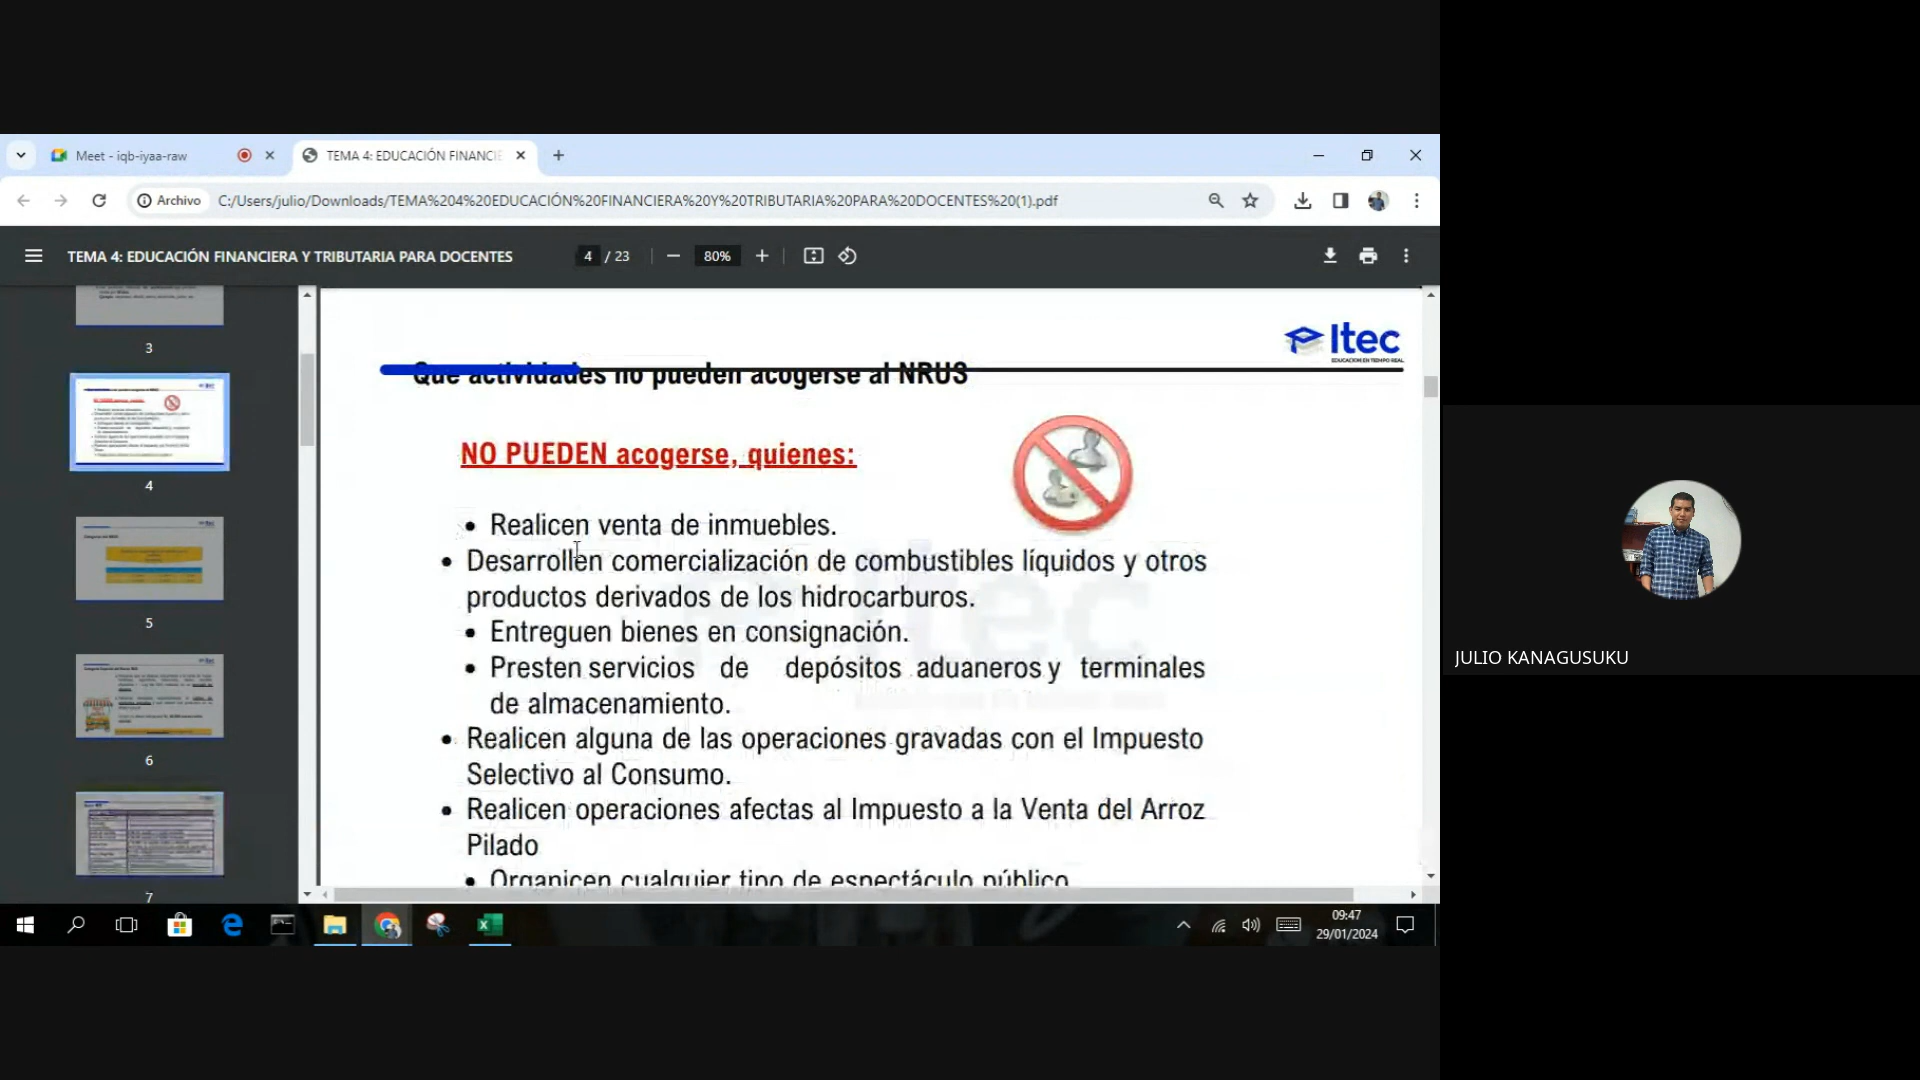 Meet - iqb-iyaa-raw
TEMA 4: EDUCACIÓN FINANCIE
Archivo
C:/Users/julio/Downloads/TEMA%204%20EDUCACIÓN%20FINANCIERA%20Y%20TRIBUTARIA%20PARA%20DOCENTES%20(1).pdf
TEMA 4: EDUCACIÓN FINANCIERA Y TRIBUTARIA PARA DOCENTES
4 / 23
80%
3
4
5
6
7
Itec
EDUCACION EN TIEMPO REAL
Que actividades no pueden acogerse al NRUS
NO PUEDEN acogerse, quienes:
• Realicen venta de inmuebles.
• Desarrollen comercialización de combustibles líquidos y otros
productos derivados de los hidrocarburos.
• Entreguen bienes en consignación.
• Presten servicios de depósitos aduaneros y terminales
de almacenamiento.
• Realicen alguna de las operaciones gravadas con el Impuesto
Selectivo al Consumo.
• Realicen operaciones afectas al Impuesto a la Venta del Arroz
Pilado
• Organicen cualquier tipo de espectáculo público
Itec
JULIO KANAGUSUKU
09:47
29/01/2024